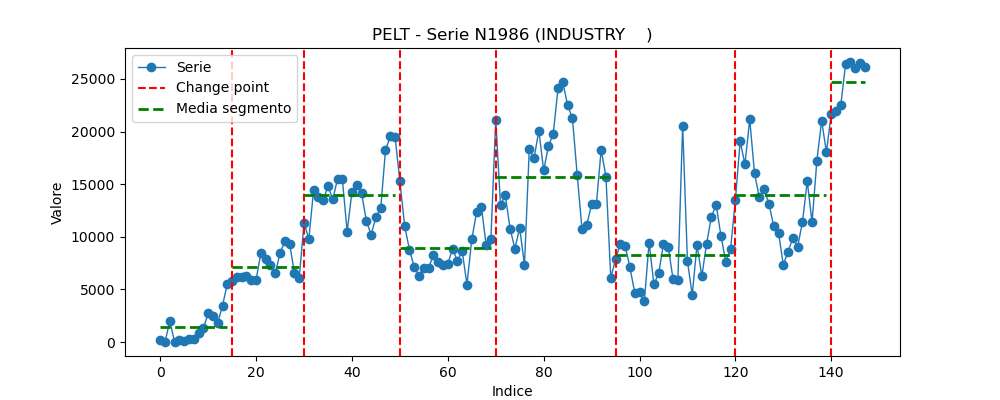 PELT - Serie N1986 (INDUSTRY    )
Serie
Change point
Media segmento
25000
20000
15000
10000
5000
0
Valore
0 20 40 60 80 100 120 140
Indice